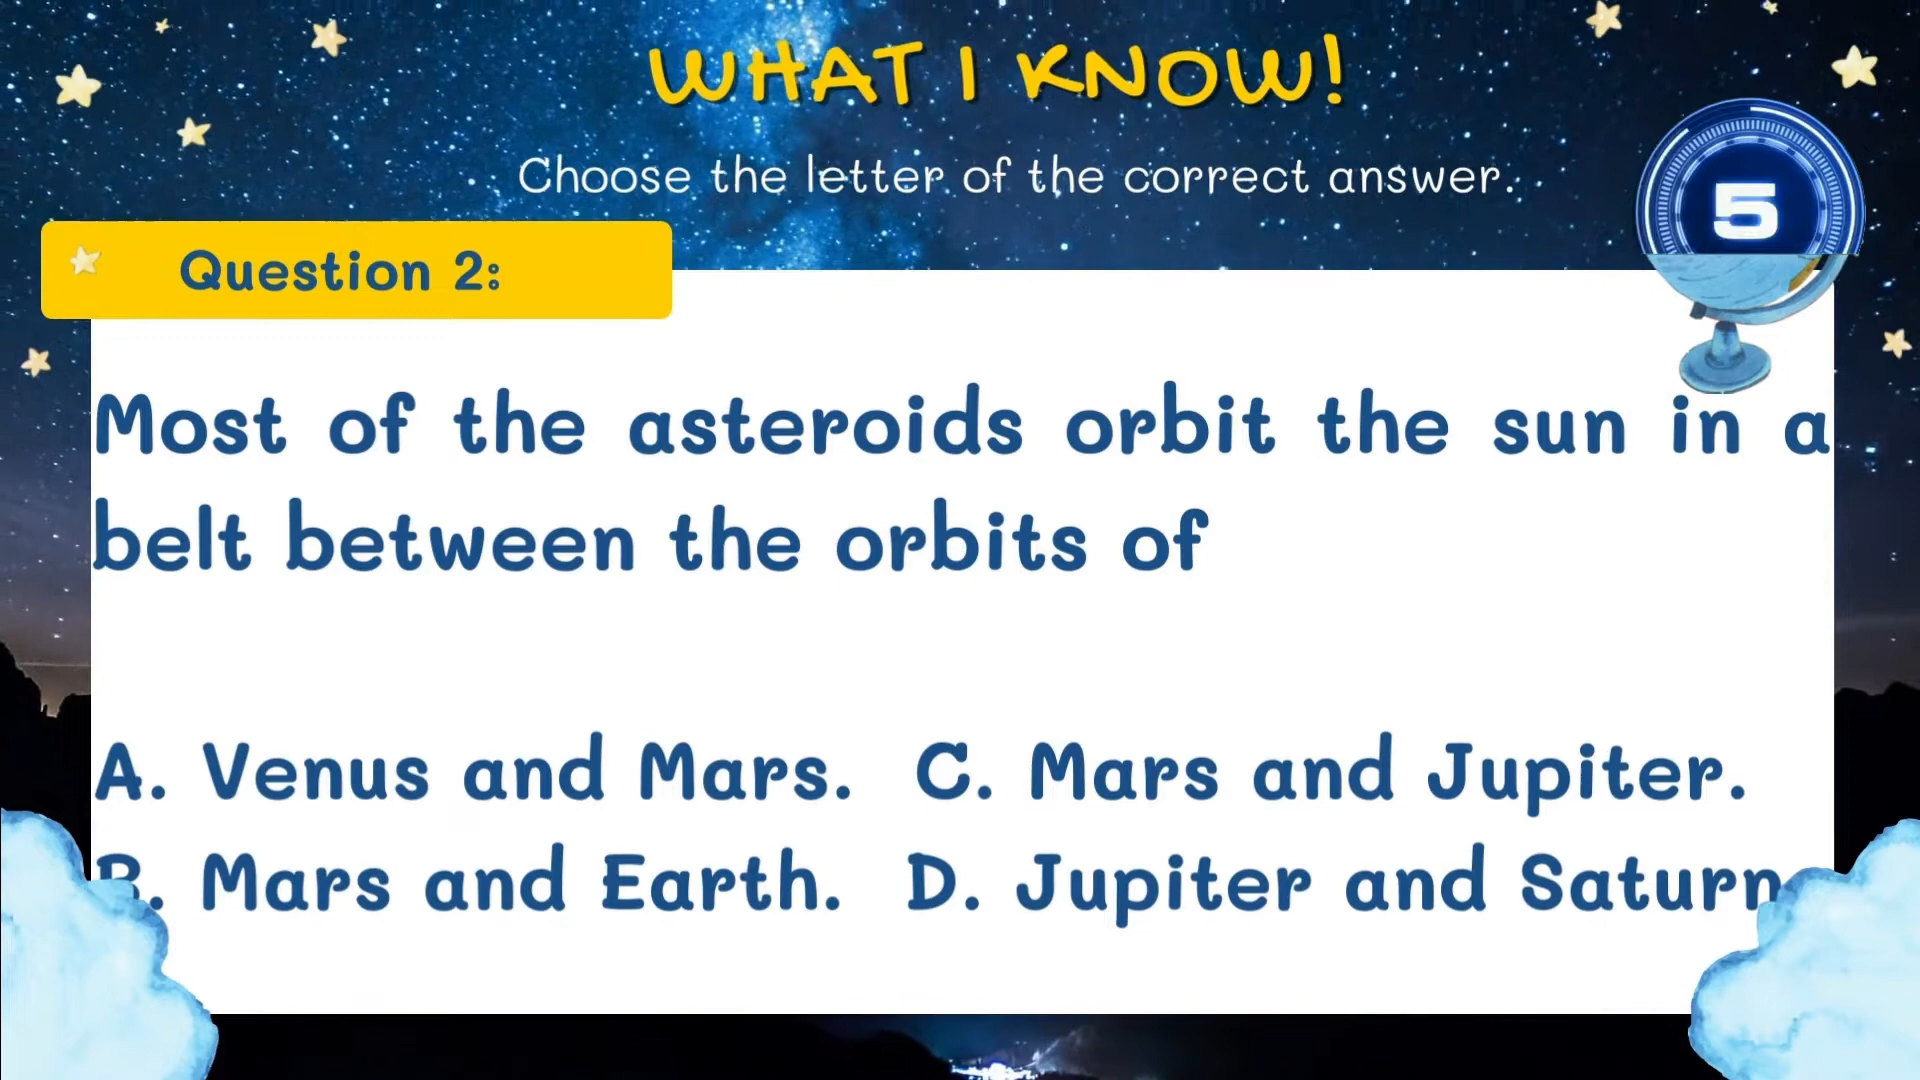 WHAT I KNOW!
Choose the letter of the correct answer.
5
Question 2:
Most of the asteroids orbit the sun in a
belt between the orbits of
A. Venus and Mars. C. Mars and Jupiter.
B. Mars and Earth. D. Jupiter and Saturn